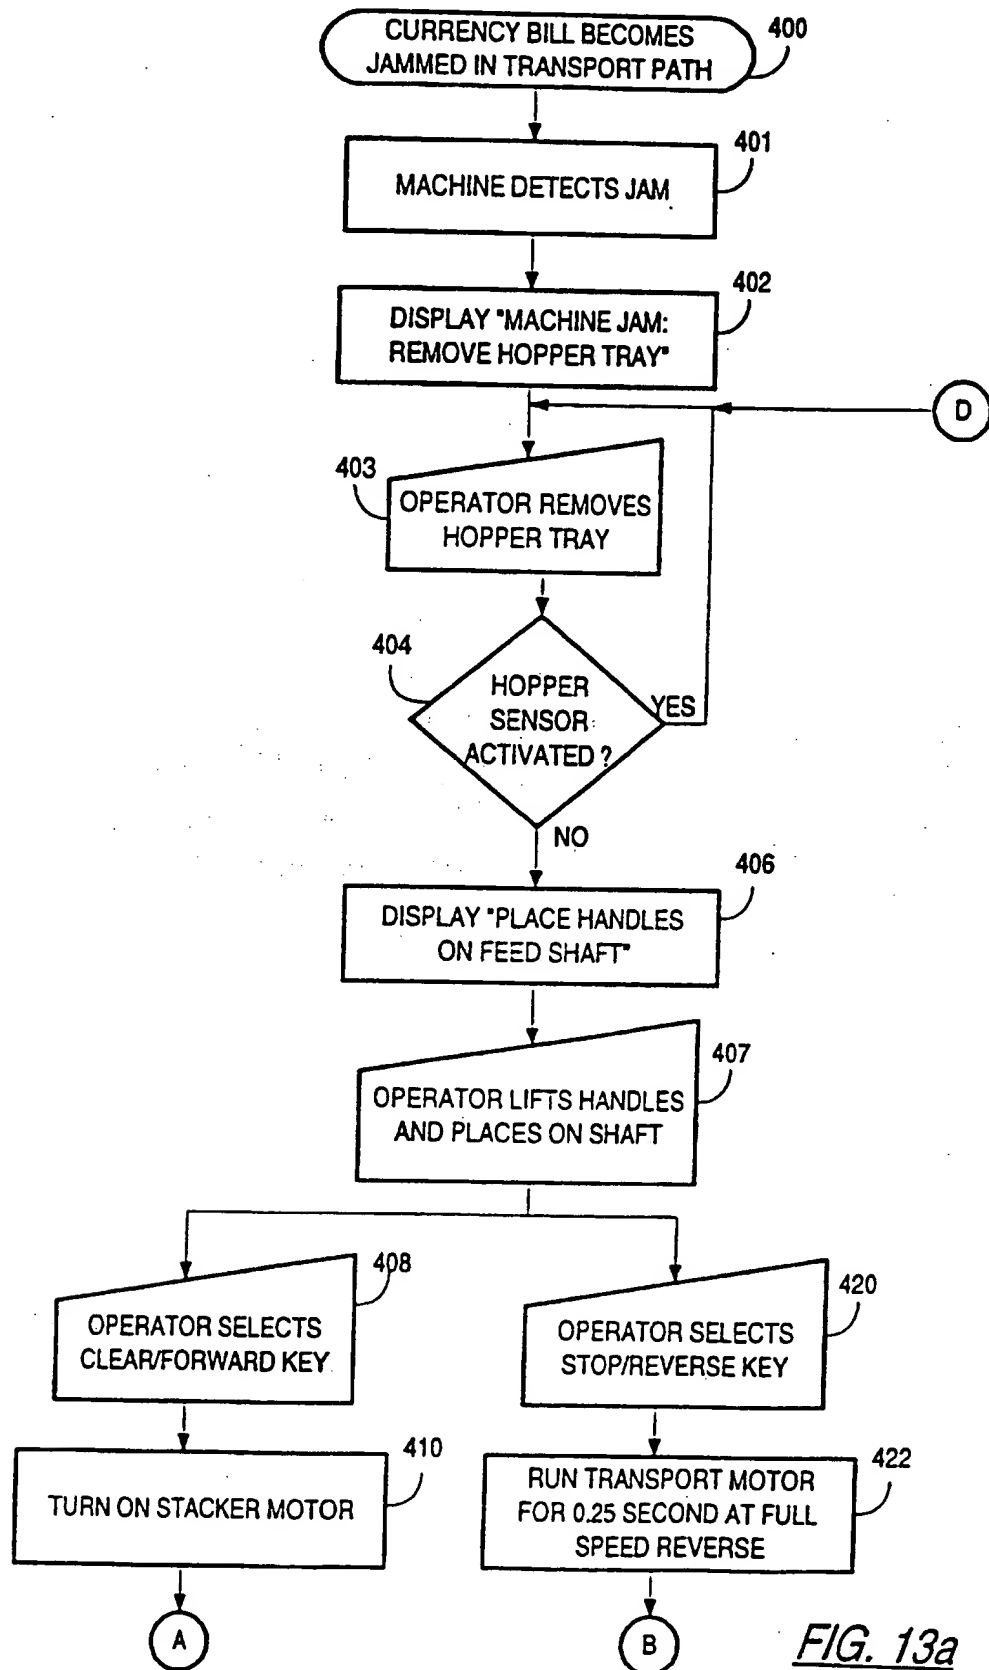 CURRENCY BILL BECOMES
JAMMED IN TRANSPORT PATH
400
401
MACHINE DETECTS JAM
402
DISPLAY "MACHINE JAM:
REMOVE HOPPER TRAY"
D
403
OPERATOR REMOVES
HOPPER TRAY
404
HOPPER
SENSOR
ACTIVATED ?
YES
NO
406
DISPLAY "PLACE HANDLES
ON FEED SHAFT"
407
OPERATOR LIFTS HANDLES
AND PLACES ON SHAFT
408
OPERATOR SELECTS
CLEAR/FORWARD KEY
420
OPERATOR SELECTS
STOP/REVERSE KEY
410
TURN ON STACKER MOTOR
422
RUN TRANSPORT MOTOR
FOR 0.25 SECOND AT FULL
SPEED REVERSE
A
B
FIG. 13a